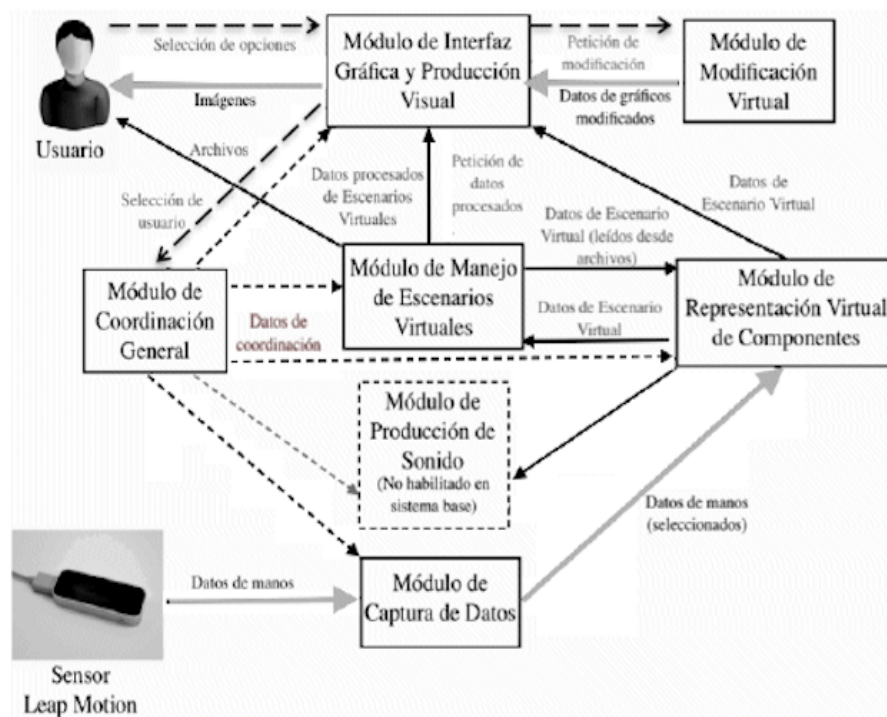 Selección de opciones
Módulo de Interfaz
Gráfica y Producción
Visual
Petición de
modificación
Módulo de
Modificación
Virtual
Imágenes
Datos de gráficos
modificados
Usuario
Archivos
Selección de
usuario
Datos procesados
de Escenarios
Virtuales
Petición de
datos
procesados
Datos de
Escenario Virtual
Datos de Escenario
Virtual (leídos desde
archivos)
Módulo de
Coordinación
General
Módulo de Manejo
de Escenarios
Virtuales
Módulo de
Representación Virtual
de Componentes
Datos de
coordinación
Datos de Escenario
Virtual
Módulo de
Producción de
Sonido
(No habilitado en
sistema base)
Datos de manos
(seleccionados)
Datos de manos
Módulo de
Captura de Datos
Sensor
Leap Motion